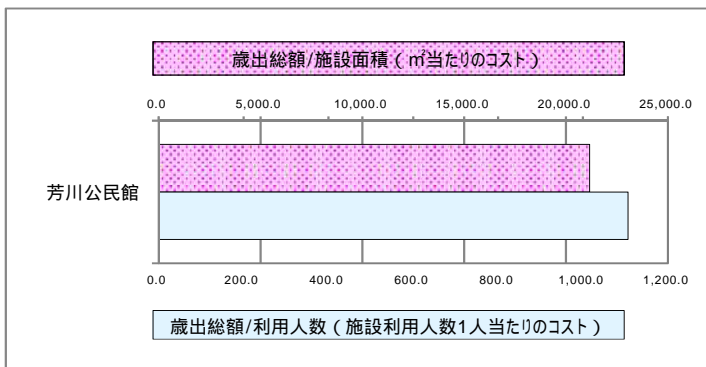 歳出総額/施設面積（㎡当たりのコスト）
0.0 5,000.0 10,000.0 15,000.0 20,000.0 25,000.0
芳川公民館
0.0 200.0 400.0 600.0 800.0 1,000.0 1,200.0
歳出総額/利用人数（施設利用人数1人当たりのコスト）